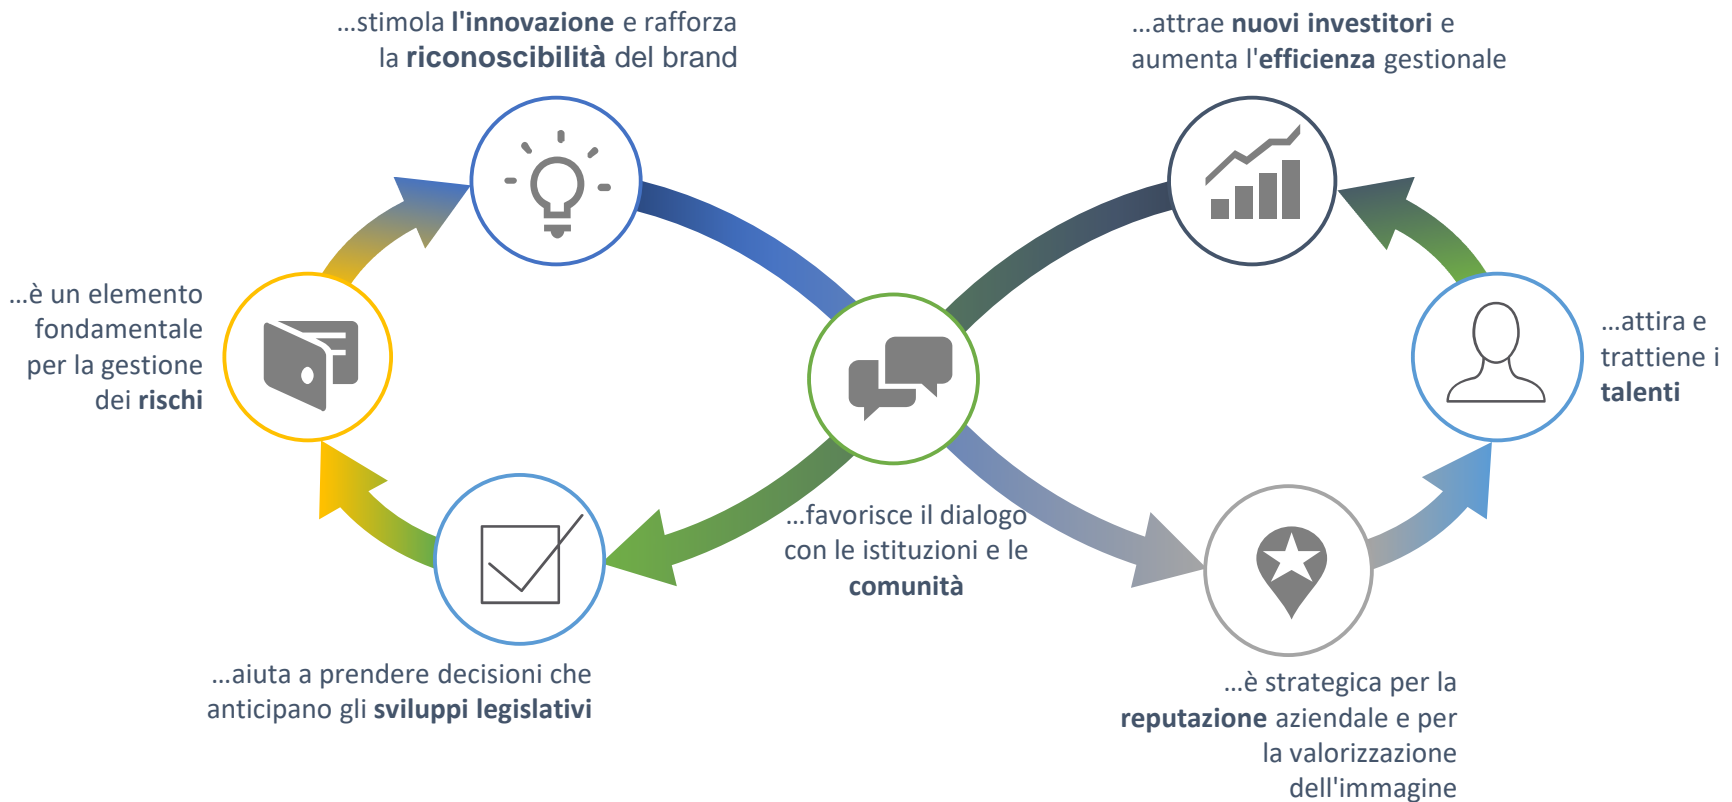 ...stimola l'innovazione e rafforza
la riconoscibilità del brand
...attrae nuovi investitori e
aumenta l'efficienza gestionale
...è un elemento
fondamentale
per la gestione
dei rischi
...attira e
trattiene i
talenti
...favorisce il dialogo
con le istituzioni e le
comunità
...aiuta a prendere decisioni che
anticipano gli sviluppi legislativi
...è strategica per la
reputazione aziendale e per
la valorizzazione
dell'immagine